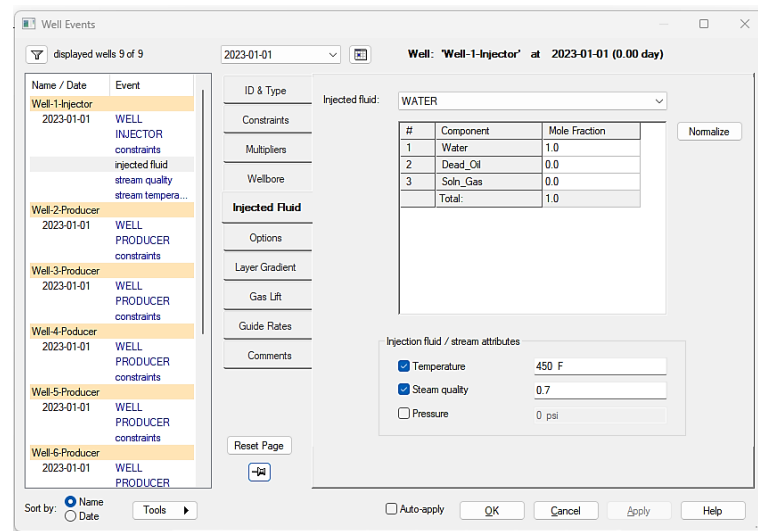 Well Events
displayed wells 9 of 9
2023-01-01
Well: 'Well-1-Injector' at 2023-01-01 (0.00 day)
Name / Date Event
Well-1-Injector
2023-01-01 WELL
INJECTOR
constraints
injected fluid
stream quality
stream tempera...
Well-2-Producer
2023-01-01 WELL
PRODUCER
constraints
Well-3-Producer
2023-01-01 WELL
PRODUCER
constraints
Well-4-Poducer
2023-01-01 WELL
PRODUCER
constraints
Well-5-Producer
2023-01-01 WELL
PRODUCER
constraints
Well-6-Producer
2023-01-01 WELL
PRODUCER
Sort by: Name
Date
Tools
ID & Type
Constraints
Multipliers
Wellbore
Injected Fluid
Options
Layer Gradient
Gas Lift
Guide Rates
Comments
Reset Page
Injected fluid: WATER
# Component Mole Fraction
1 Water 1.0
2 Dead_Oil 0.0
3 Soln_Gas 0.0
Total: 1.0
Normalize
Injection fluid / stream attributes
Temperature 450 F
Steam quality 0.7
Pressure 0 psi
Auto-apply OK Cancel Apply Help